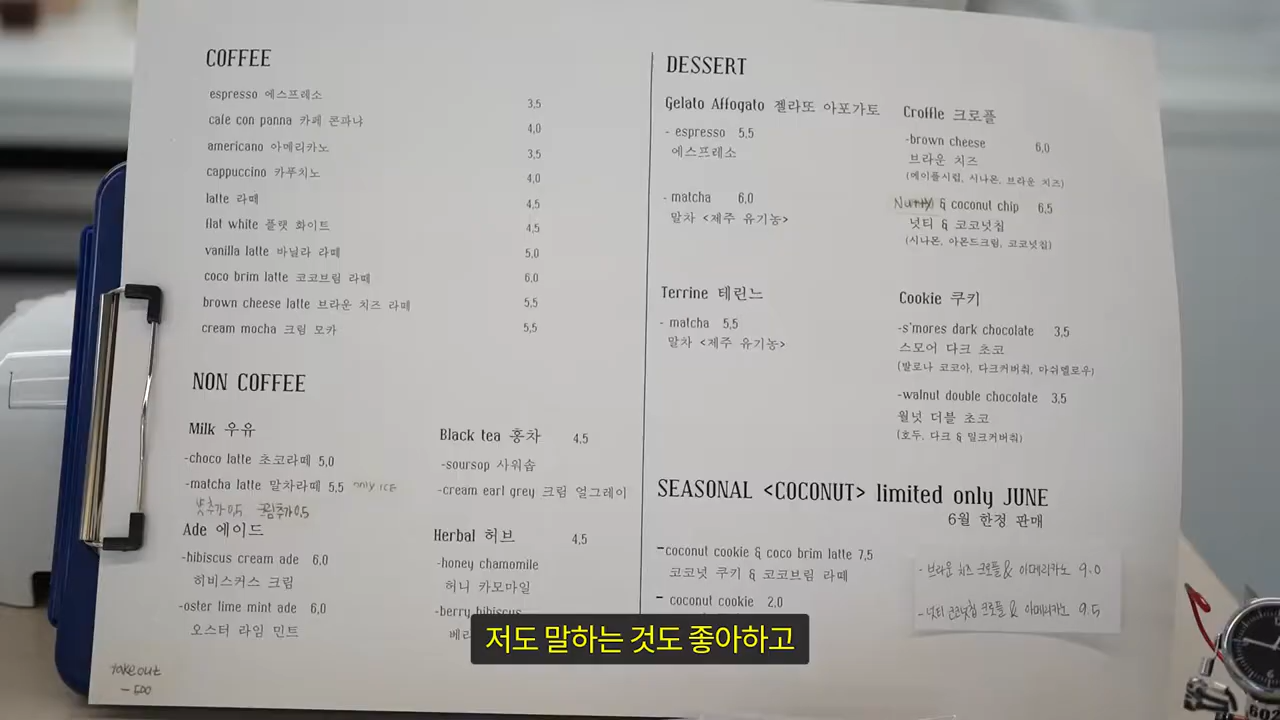 COFFEE
espresso 에스프레소 3,5
cafe con panna 카페 콘파냐 4,0
americano 아메리카노 3,5
cappuccino 카푸치노 4,0
latte 라떼 4,5
flat white 플랫 화이트 4,5
vanilla latte 바닐라 라떼 5,0
coco brim latte 코코브림 라떼 6,0
brown cheese latte 브라운 치즈 라떼 5,5
cream mocha 크림 모카 5,5
NON COFFEE
Milk 우유
-choco latte 초코라떼 5,0
-matcha latte 말차라떼 5,5 only ICE
샷추가 0,5 크림추가 0,5
Ade 에이드
-hibiscus cream ade 6,0
히비스커스 크림
-oster lime mint ade 6,0
오스터 라임 민트
takeout
-500
Black tea 홍차 4,5
-soursop 사워솝
-cream earl grey 크림 얼그레이
Herbal 허브 4,5
-honey chamomile
허니 카모마일
-berry hibiscus
DESSERT
Gelato Affogato 젤라또 아포가토
- espresso 5,5
에스프레소
- matcha 6,0
말차 <제주 유기농>
Terrine 테린느
- matcha 5,5
말차 <제주 유기농>
Croffle 크로플
-brown cheese 6,0
브라운 치즈
(메이플시럽, 시나몬, 브라운 치즈)
Nutty & coconut chip 6,5
넛티 & 코코넛칩
(시나몬, 아몬드크림, 코코넛칩)
Cookie 쿠키
-s'mores dark chocolate 3,5
스모어 다크 초코
(발로나 코코아, 다크커버춰, 마쉬멜로우)
-walnut double chocolate 3,5
월넛 더블 초코
(호두, 다크 & 밀크커버춰)
SEASONAL <COCONUT> limited only JUNE
6월 한정 판매
-coconut cookie & coco brim latte 7,5
코코넛 쿠키 & 코코브림 라떼
- coconut cookie 2,0
- 브라운 치즈 크로플 & 아메리카노 9.0
- 넛티 코코넛칩 크로플 & 아메리카노 9.5
저도 말하는 것도 좋아하고